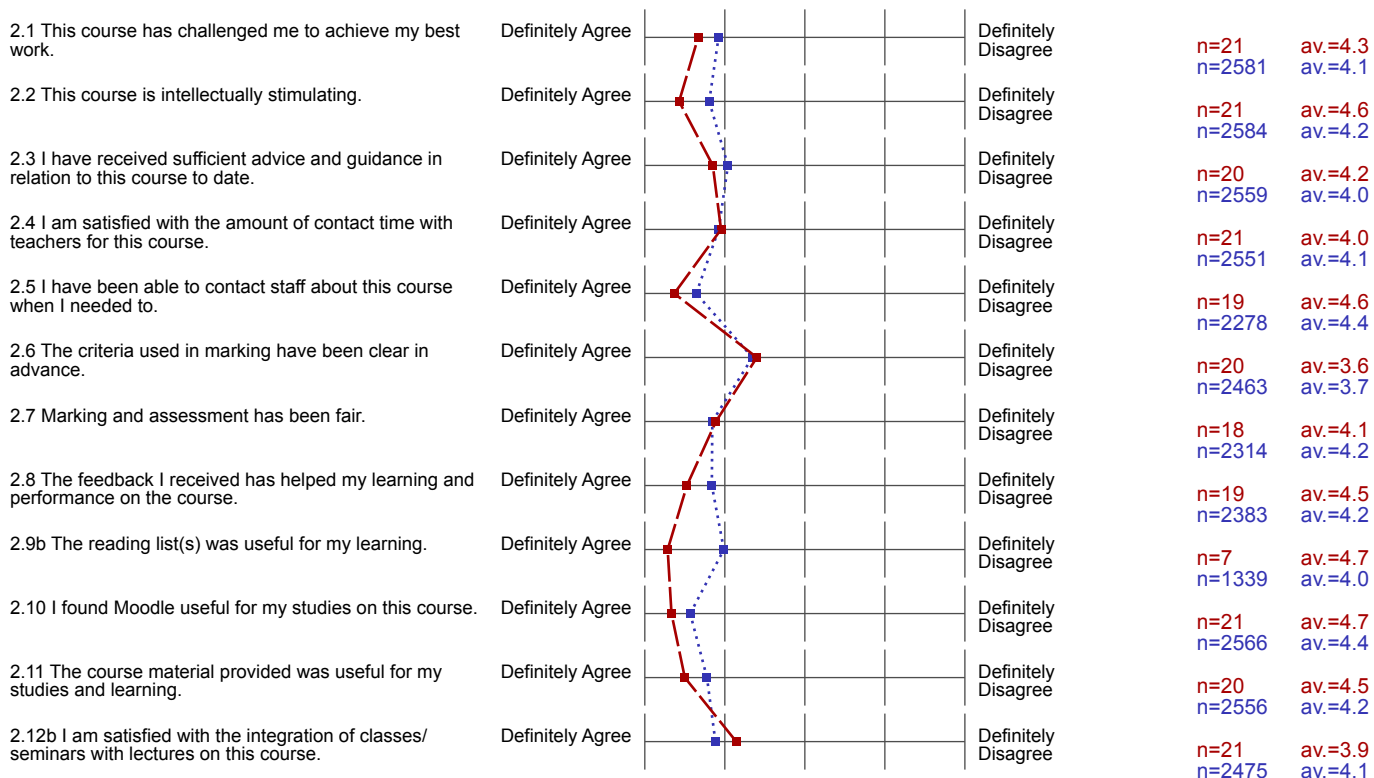 2.1 This course has challenged me to achieve my best
work.
Definitely Agree
Definitely
Disagree
n=21 av.=4.3
n=2581 av.=4.1
2.2 This course is intellectually stimulating.
Definitely Agree
Definitely
Disagree
n=21 av.=4.6
n=2584 av.=4.2
2.3 I have received sufficient advice and guidance in
relation to this course to date.
Definitely Agree
Definitely
Disagree
n=20 av.=4.2
n=2559 av.=4.0
2.4 I am satisfied with the amount of contact time with
teachers for this course.
Definitely Agree
Definitely
Disagree
n=21 av.=4.0
n=2551 av.=4.1
2.5 I have been able to contact staff about this course
when I needed to.
Definitely Agree
Definitely
Disagree
n=19 av.=4.6
n=2278 av.=4.4
2.6 The criteria used in marking have been clear in
advance.
Definitely Agree
Definitely
Disagree
n=20 av.=3.6
n=2463 av.=3.7
2.7 Marking and assessment has been fair.
Definitely Agree
Definitely
Disagree
n=18 av.=4.1
n=2314 av.=4.2
2.8 The feedback I received has helped my learning and
performance on the course.
Definitely Agree
Definitely
Disagree
n=19 av.=4.5
n=2383 av.=4.2
2.9b The reading list(s) was useful for my learning.
Definitely Agree
Definitely
Disagree
n=7 av.=4.7
n=1339 av.=4.0
2.10 I found Moodle useful for my studies on this course.
Definitely Agree
Definitely
Disagree
n=21 av.=4.7
n=2566 av.=4.4
2.11 The course material provided was useful for my
studies and learning.
Definitely Agree
Definitely
Disagree
n=20 av.=4.5
n=2556 av.=4.2
2.12b I am satisfied with the integration of classes/
seminars with lectures on this course.
Definitely Agree
Definitely
Disagree
n=21 av.=3.9
n=2475 av.=4.1